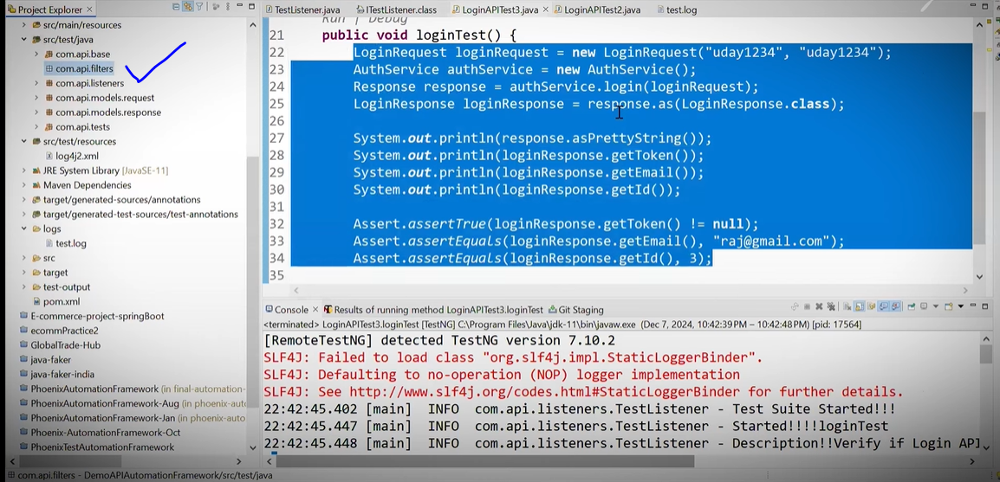 Project Explorer
src/main/resources
src/test/java
com.api.base
com.api.filters
com.api.listeners
com.api.models.request
com.api.models.response
com.api.tests
src/test/resources
log4j2.xml
JRE System Library [JavaSE-11]
Maven Dependencies
target/generated-sources/annotations
target/generated-test-sources/test-annotations
logs
test.log
src
target
test-output
pom.xml
E-commerce-project-springBoot
ecommPractice2
GlobalTrade-Hub
java-faker
java-faker-india
PhoenixAutomationFramework (in final-automation-
PhoenixAutomationFramework-Aug (in phoenix-auto
PhoenixAutomationFramework-Jan (in phoenix-auto
Phoenix-AutomationFramework-Oct
PhoenixTestAutomationFramework
TestListener.java ITestListener.class LoginAPITest3.java LoginAPITest2.java test.log
Run | Debug
21 public void loginTest() {
22 LoginRequest loginRequest = new LoginRequest("uday1234", "uday1234");
23 AuthService authService = new AuthService();
24 Response response = authService.login(loginRequest);
25 LoginResponse loginResponse = response.as(LoginResponse.class);
26
27 System.out.println(response.asPrettyString());
28 System.out.println(loginResponse.getToken());
29 System.out.println(loginResponse.getEmail());
30 System.out.println(loginResponse.getId());
31
32 Assert.assertTrue(loginResponse.getToken() != null);
33 Assert.assertEquals(loginResponse.getEmail(), "raj@gmail.com");
34 Assert.assertEquals(loginResponse.getId(), 3);
35
Console Results of running method LoginAPITest3.loginTest Git Staging
<terminated> LoginAPITest3.loginTest [TestNG] C:\Program Files\Java\jdk-11\bin\javaw.exe (Dec 7, 2024, 10:42:39 PM – 10:42:48 PM) [pid: 17564]
[RemoteTestNG] detected TestNG version 7.10.2
SLF4J: Failed to load class "org.slf4j.impl.StaticLoggerBinder".
SLF4J: Defaulting to no-operation (NOP) logger implementation
SLF4J: See http://www.slf4j.org/codes.html#StaticLoggerBinder for further details.
22:42:45.402 [main] INFO com.api.listeners.TestListener - Test Suite Started!!!
22:42:45.447 [main] INFO com.api.listeners.TestListener - Started!!!!loginTest
22:42:45.448 [main] INFO com.api.listeners.TestListener - Description!!Verify if Login API
com.api.filters - DemoAPIAutomationFramework/src/test/java